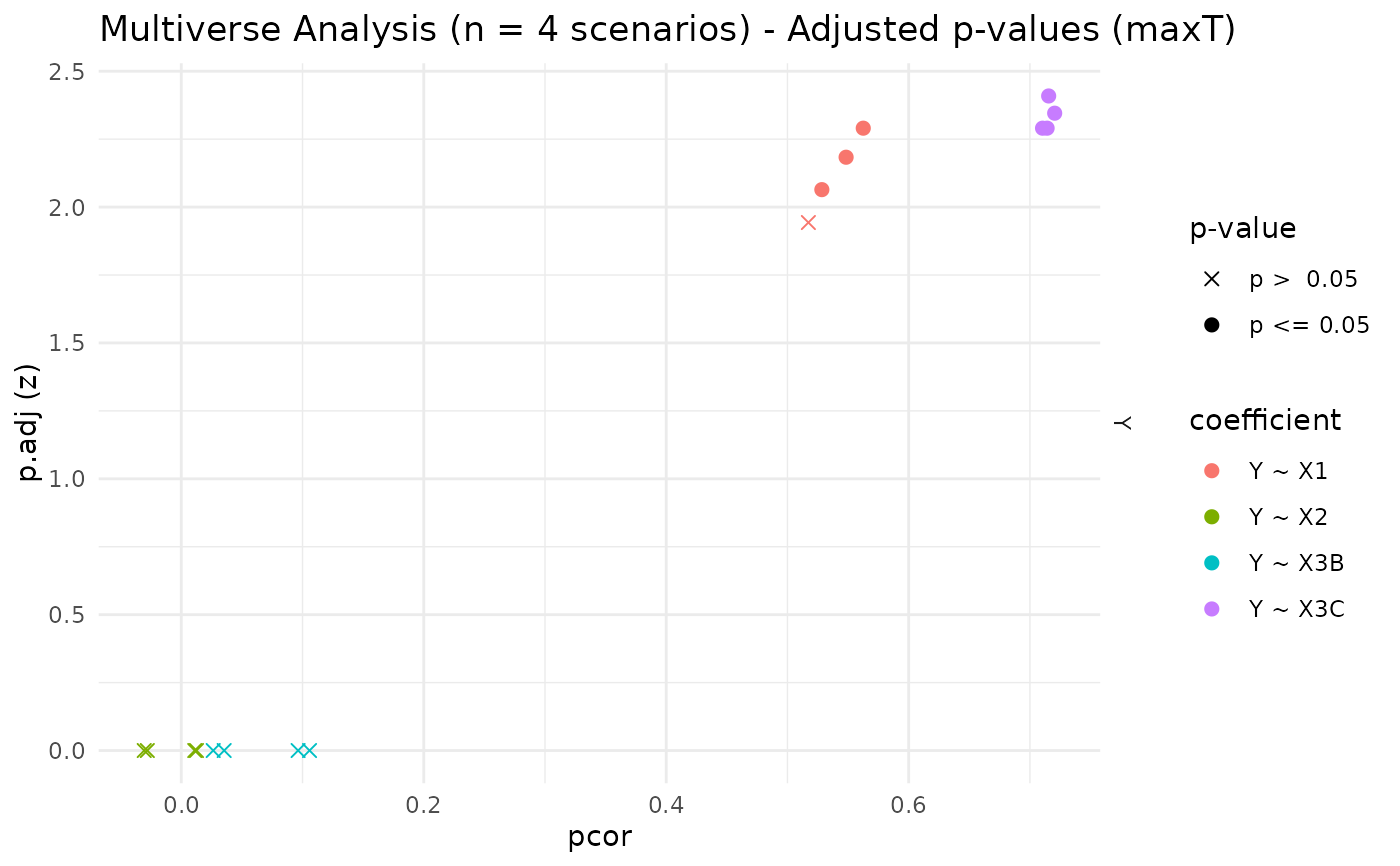 Multiverse Analysis (n = 4 scenarios) - Adjusted p-values (maxT)
2.5
2.0
1.5
1.0
0.5
0.0
p.adj (z)
0.0
0.2
0.4
0.6
pcor
Y
p-value
p >  0.05
p <= 0.05
coefficient
Y ~ X1
Y ~ X2
Y ~ X3B
Y ~ X3C